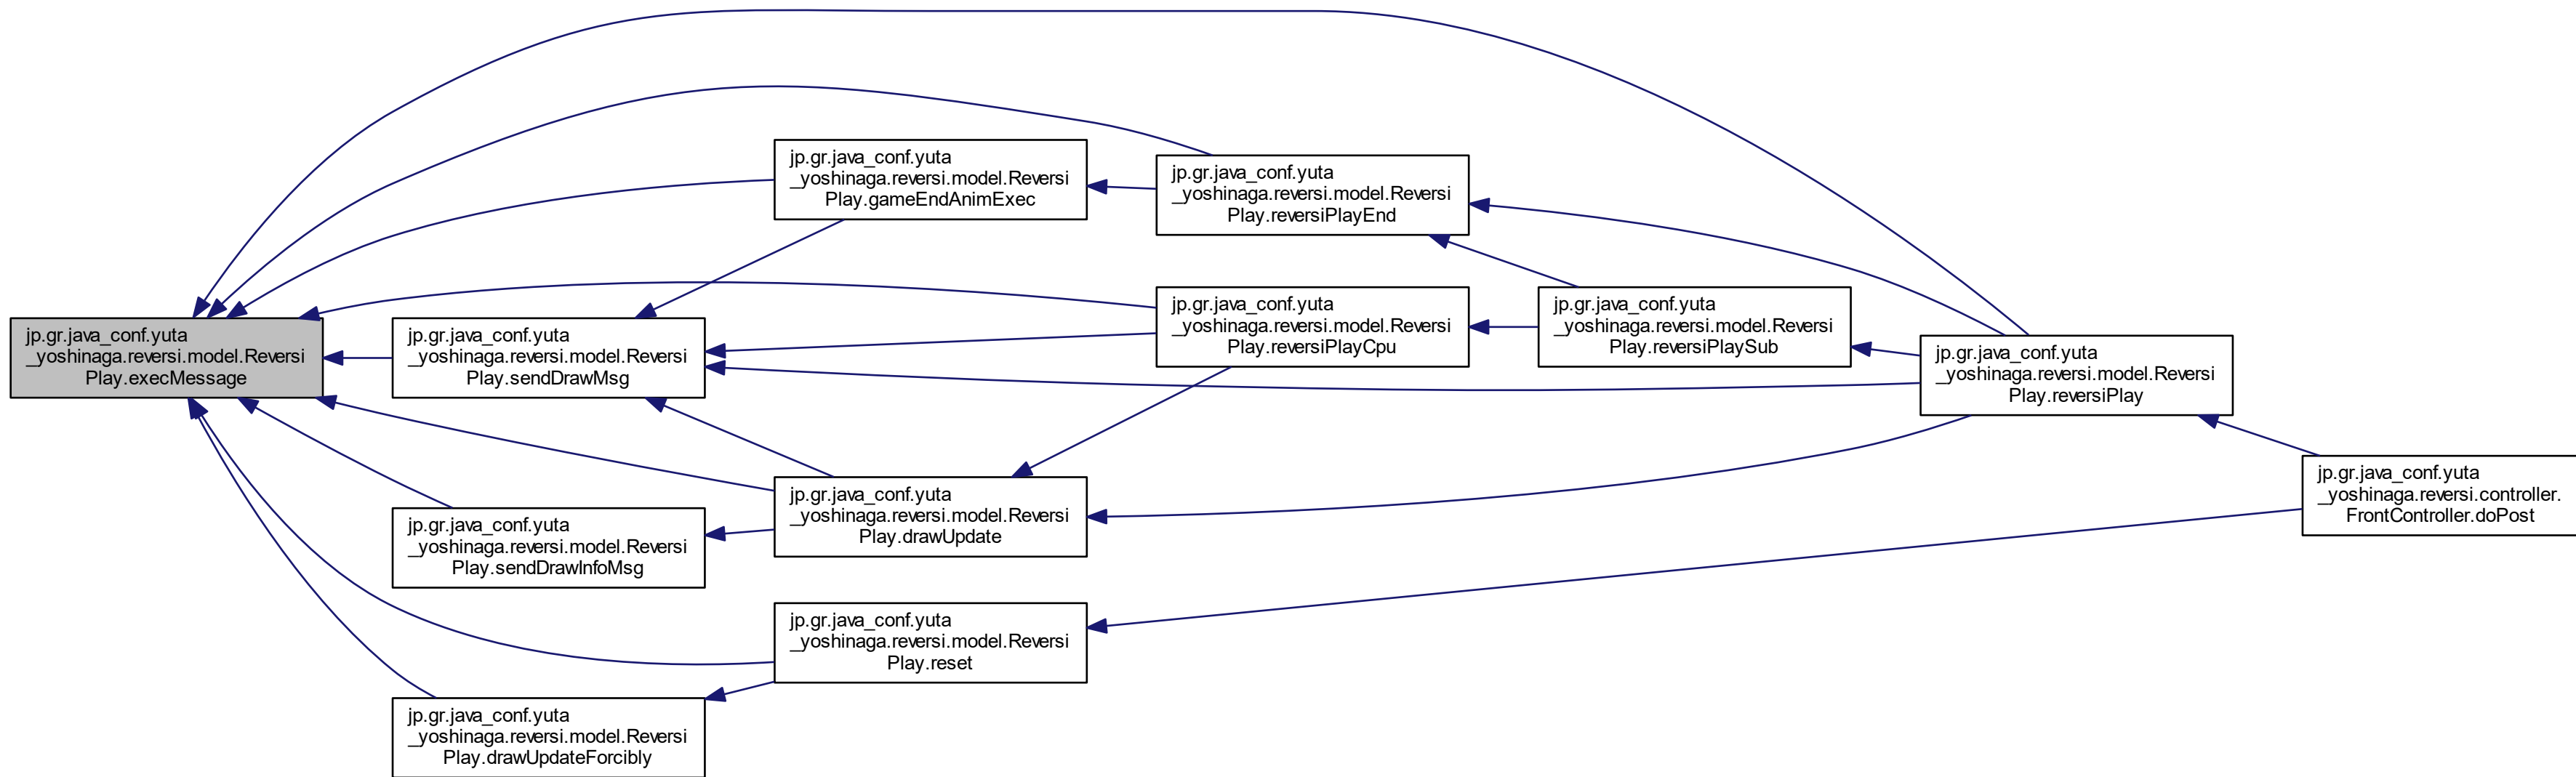 jp.gr.java_conf.yuta
_yoshinaga.reversi.model.Reversi
Play.execMessage
jp.gr.java_conf.yuta
_yoshinaga.reversi.model.Reversi
Play.sendDrawMsg
jp.gr.java_conf.yuta
_yoshinaga.reversi.model.Reversi
Play.sendDrawInfoMsg
jp.gr.java_conf.yuta
_yoshinaga.reversi.model.Reversi
Play.drawUpdateForcibly
jp.gr.java_conf.yuta
_yoshinaga.reversi.model.Reversi
Play.gameEndAnimExec
jp.gr.java_conf.yuta
_yoshinaga.reversi.model.Reversi
Play.drawUpdate
jp.gr.java_conf.yuta
_yoshinaga.reversi.model.Reversi
Play.reset
jp.gr.java_conf.yuta
_yoshinaga.reversi.model.Reversi
Play.reversiPlayEnd
jp.gr.java_conf.yuta
_yoshinaga.reversi.model.Reversi
Play.reversiPlayCpu
jp.gr.java_conf.yuta
_yoshinaga.reversi.model.Reversi
Play.reversiPlaySub
jp.gr.java_conf.yuta
_yoshinaga.reversi.model.Reversi
Play.reversiPlay
jp.gr.java_conf.yuta
_yoshinaga.reversi.controller.
FrontController.doPost